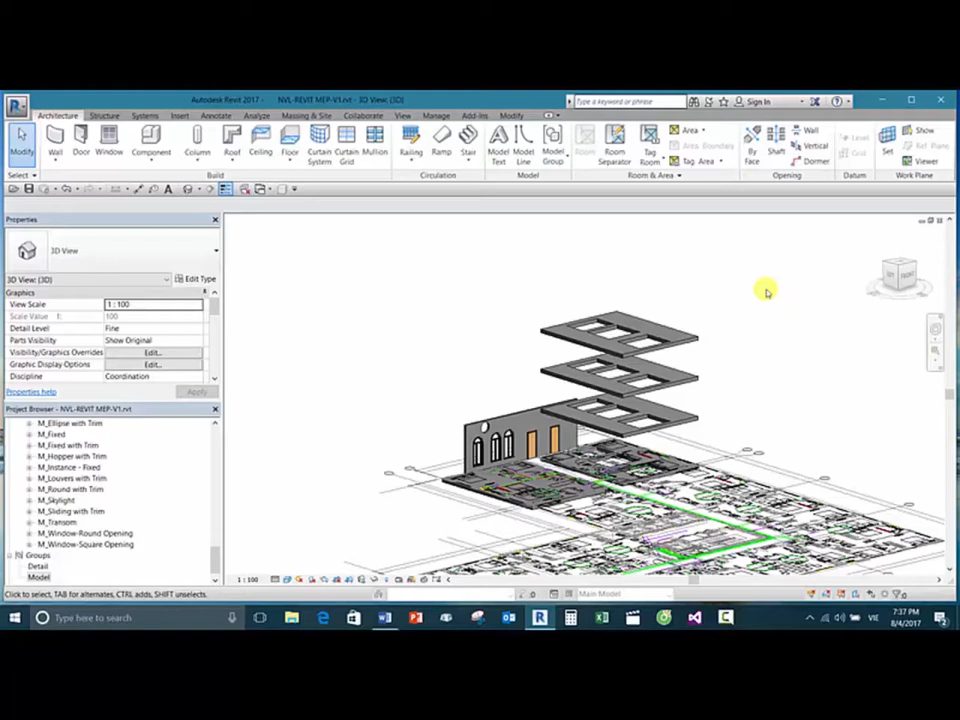 Autodesk Revit 2017 - NVL-REVIT MEP-V1.rvt - 3D View: {3D}
Type a keyword or phrase
Sign In
Architecture Structure Systems Insert Annotate Analyze Massing & Site Collaborate View Manage Add-Ins Modify
Modify Wall Door Window Component Column Roof Ceiling Floor Curtain System Curtain Grid Mullion Railing Ramp Stair Model Text Model Line Model Group Room Room Separator Tag Room Area Area Boundary Tag Area By Face Shaft Wall Vertical Dormer Level Grid Set Show Ref Plane Viewer
Select Build Circulation Model Room & Area Opening Datum Work Plane
Properties
3D View
3D View: {3D} Edit Type
Graphics
View Scale 1 : 100
Scale Value 1: 100
Detail Level Fine
Parts Visibility Show Original
Visibility/Graphics Overrides Edit...
Graphic Display Options Edit...
Discipline Coordination
Properties help Apply
Project Browser - NVL-REVIT MEP-V1.rvt
M_Ellipse with Trim
M_Fixed
M_Fixed with Trim
M_Hopper with Trim
M_Instance - Fixed
M_Louvers with Trim
M_Round with Trim
M_Skylight
M_Sliding with Trim
M_Transom
M_Window-Round Opening
M_Window-Square Opening
Groups
Detail
Model
FRONT
1 : 100
Click to select, TAB for alternates, CTRL adds, SHIFT unselects.
:0
Main Model
:0
Type here to search
VIE
7:37 PM
8/4/2017